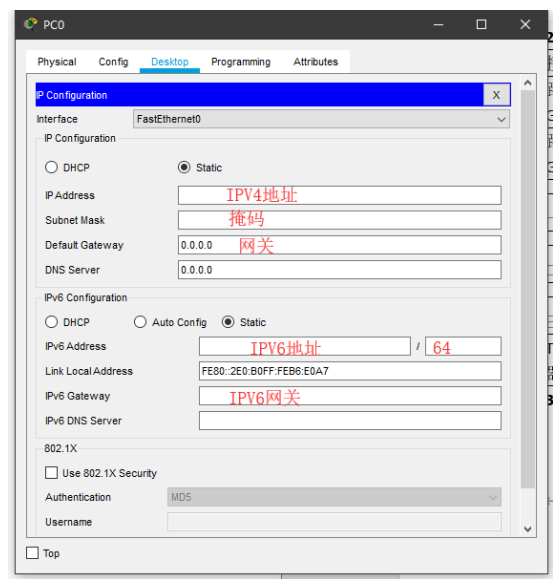 PC0
Physical Config Desktop Programming Attributes
IP Configuration X
Interface FastEthernet0
IP Configuration
DHCP Static
IP Address IPV4地址
Subnet Mask 掩码
Default Gateway 0.0.0.0 网关
DNS Server 0.0.0.0
IPv6 Configuration
DHCP Auto Config Static
IPv6 Address IPV6地址 / 64
Link Local Address FE80::2E0:B0FF:FEB6:E0A7
IPv6 Gateway IPV6网关
IPv6 DNS Server
802.1X
Use 802.1X Security
Authentication MD5
Username
Top